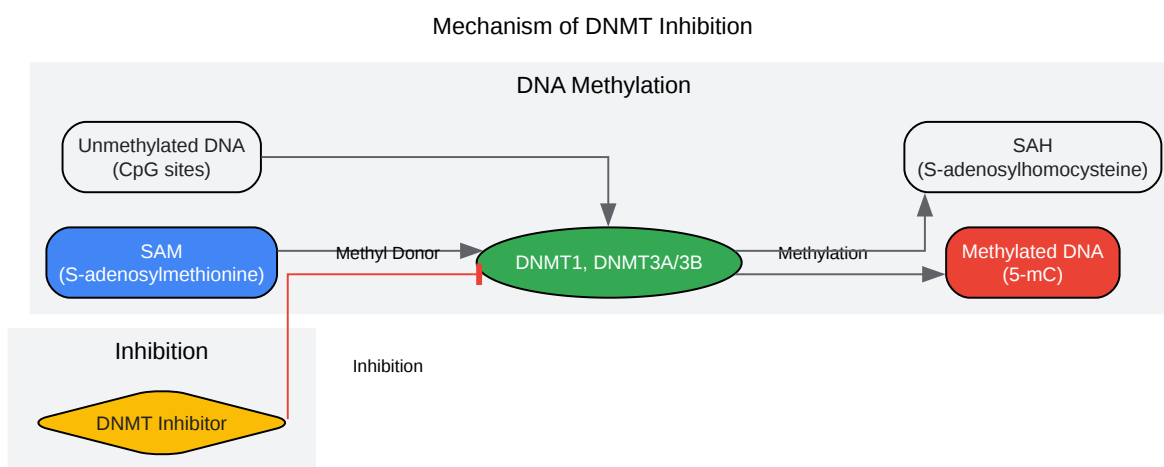 Mechanism of DNMT Inhibition
DNA Methylation
Unmethylated DNA
(CpG sites)
SAH
(S-adenosylhomocysteine)
SAM
(S-adenosylmethionine)
Methyl Donor
DNMT1, DNMT3A/3B
Methylation
Methylated DNA
(5-mC)
Inhibition
Inhibition
DNMT Inhibitor